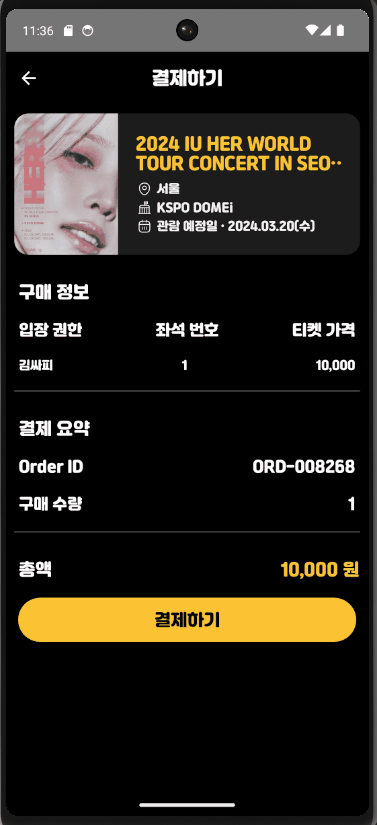 11:36
결제하기
HER
2024 IU HER WORLD
TOUR CONCERT IN SEO··
서울
KSPO DOMEi
관람 예정일 · 2024.03.20(수)
구매 정보
입장 권한 좌석 번호 티켓 가격
김싸피 1 10,000
결제 요약
Order ID ORD-008268
구매 수량 1
총액 10,000 원
결제하기